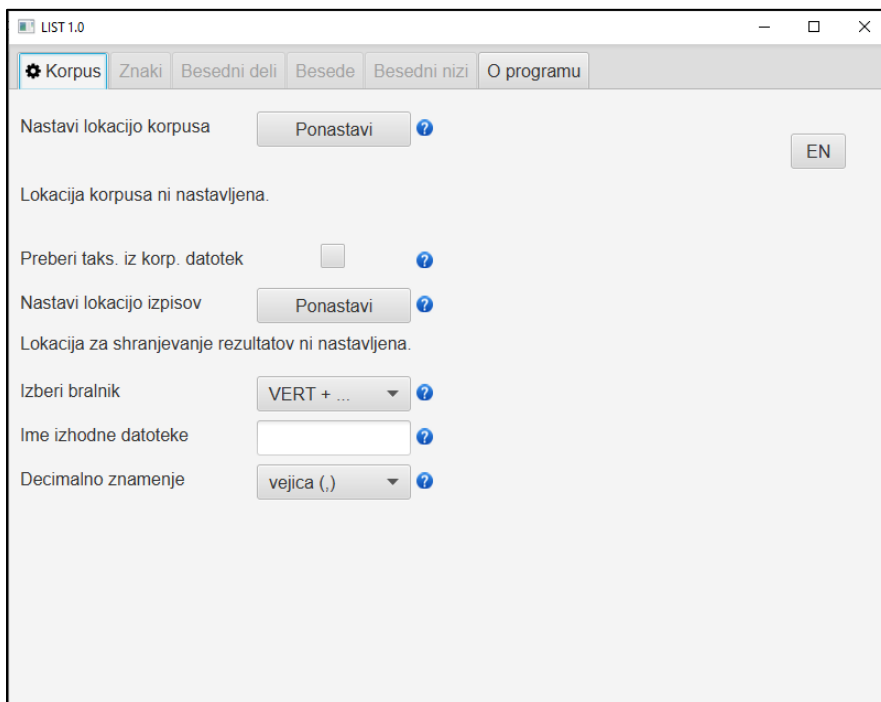 LIST 1.0
Korpus Znaki Besedni deli Besede Besedni nizi O programu
Nastavi lokacijo korpusa Ponastavi ?
EN
Lokacija korpusa ni nastavljena.
Preberi taks. iz korp. datotek ?
Nastavi lokacijo izpisov Ponastavi ?
Lokacija za shranjevanje rezultatov ni nastavljena.
Izberi bralnik VERT + ... ?
Ime izhodne datoteke ?
Decimalno znamenje vejica (,) ?